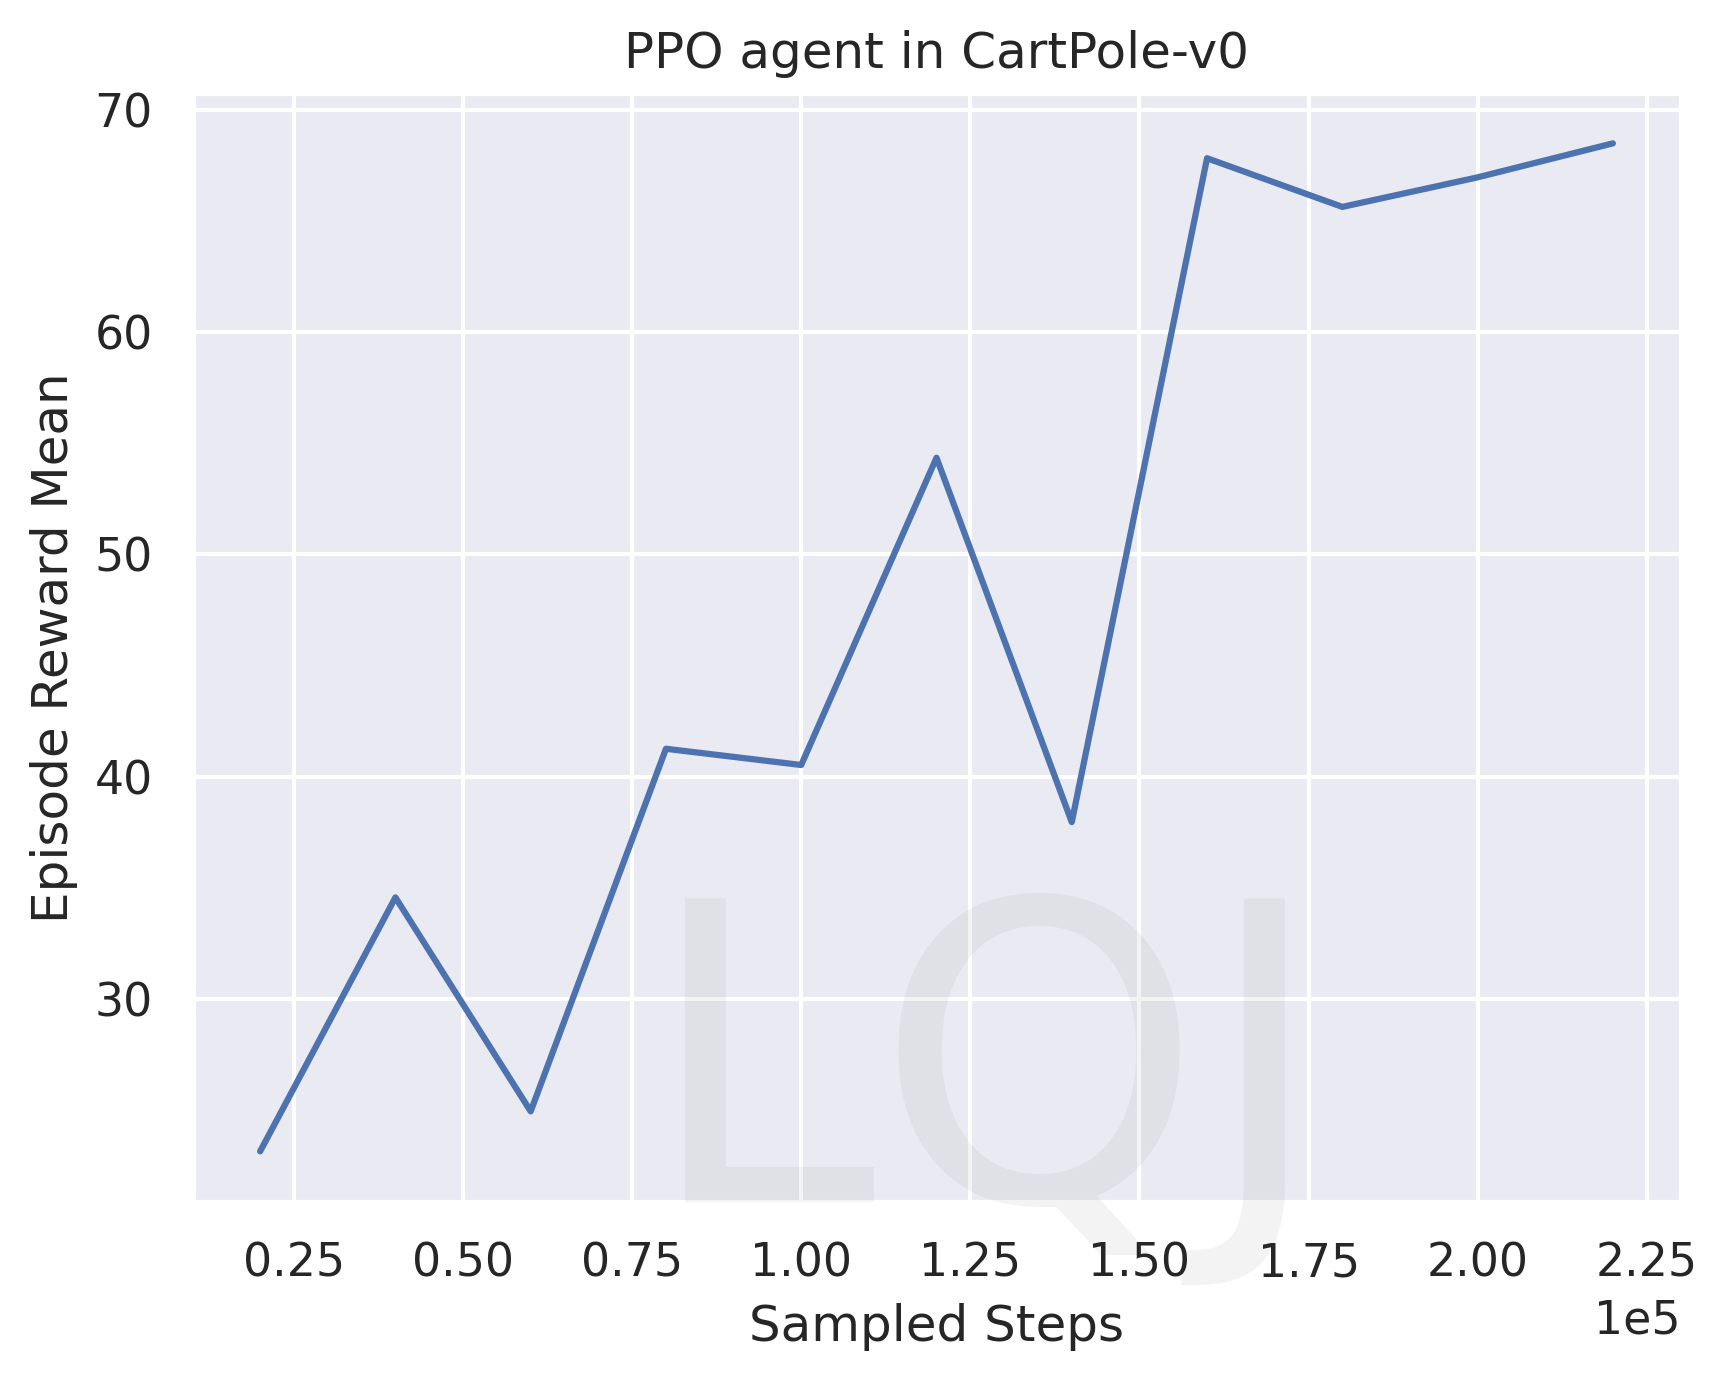 PPO agent in CartPole-v0
Episode Reward Mean
70
60
50
40
30
LQJ
0.25 0.50 0.75 1.00 1.25 1.50 1.75 2.00 2.25
1e5
Sampled Steps